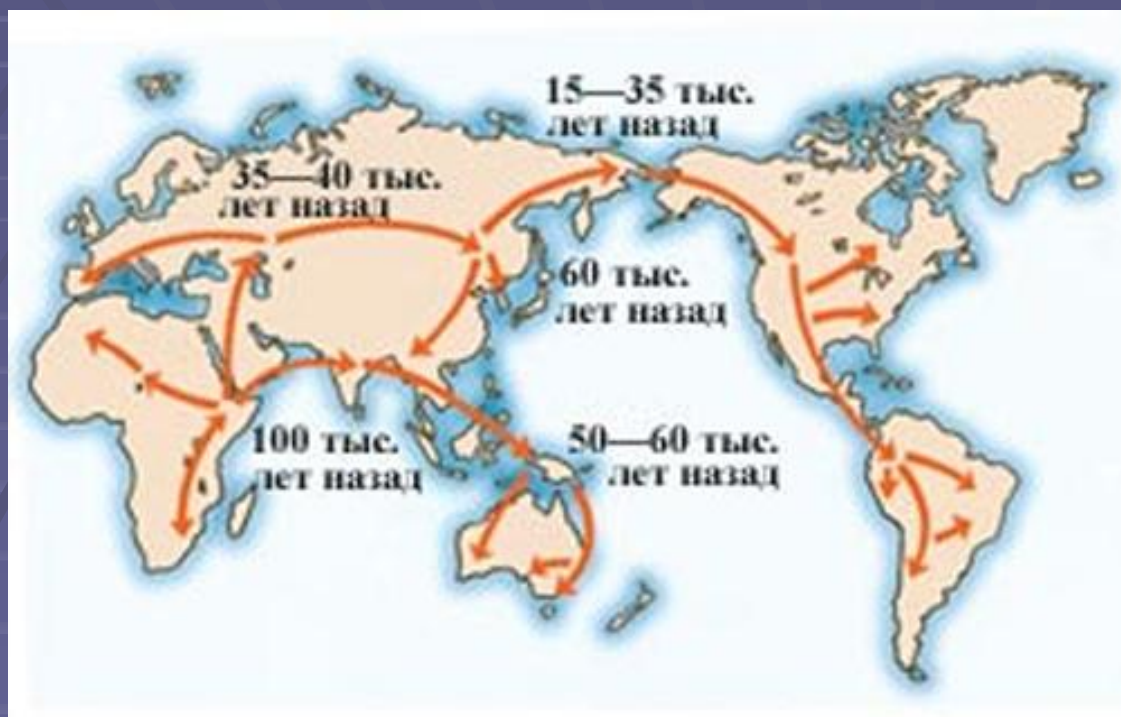 15—35 тыс.
лет назад
35—40 тыс.
лет назад
60 тыс.
лет назад
100 тыс.
лет назад
50—60 тыс.
лет назад